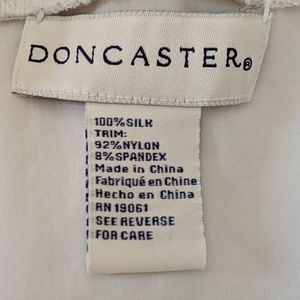 DONCASTER®
100% SILK
TRIM:
92% NYLON
8% SPANDEX
Made in China
Fabriqué en Chine
Hecho en China
RN 19061
SEE REVERSE
FOR CARE